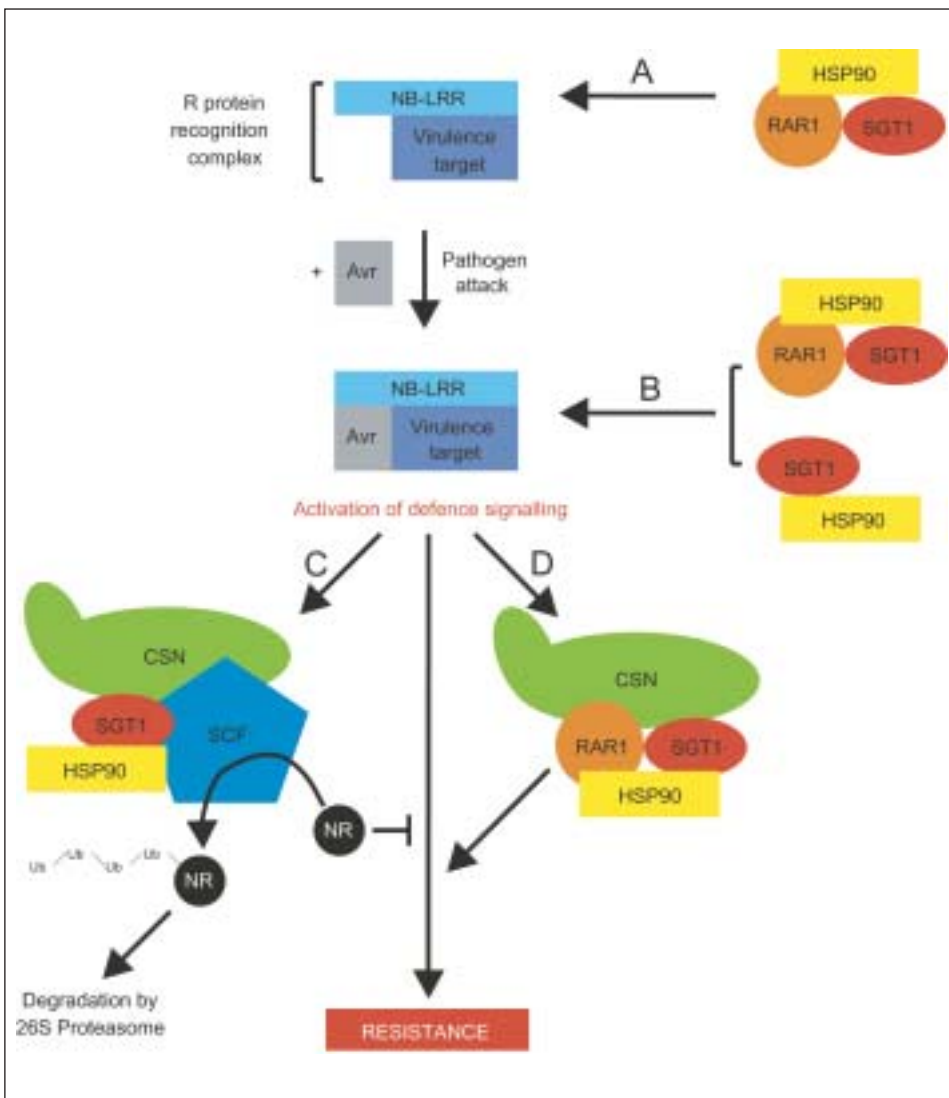 A
HSP90
RAR1
SGT1
R protein
recognition
complex
NB-LRR
Virulence
target
+
Avr
Pathogen
attack
HSP90
RAR1
SGT1
B
NB-LRR
Avr
Virulence
target
SGT1
HSP90
Activation of defence signalling
C
D
CSN
SGT1
SCF
HSP90
CSN
RAR1
SGT1
HSP90
NR
Ub
Ub
Ub
Ub
NR
Degradation by
26S Proteasome
RESISTANCE